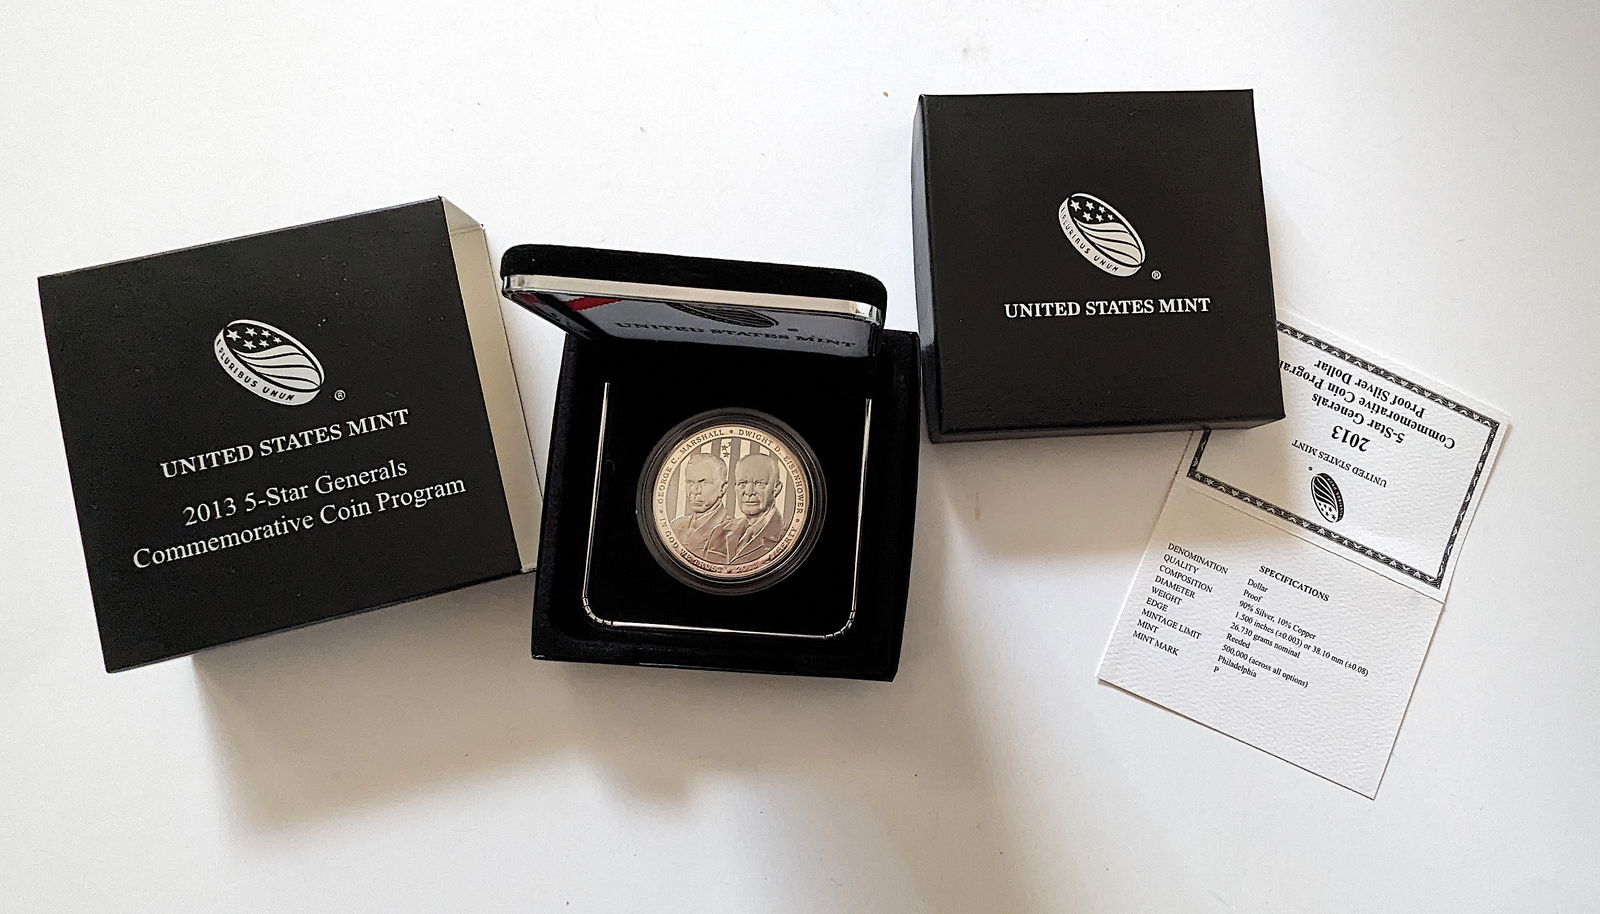 E PLURIBUS UNUM
®
UNITED STATES MINT
2013 5-Star Generals
Commemorative Coin Program
UNITED STATES MINT
GEORGE C. MARSHALL • DWIGHT D. EISENHOWER
IN GOD WE TRUST • 2013 • LIBERTY
E PLURIBUS UNUM
®
UNITED STATES MINT
UNITED STATES MINT
2013
5-Star Generals
Commemorative Coin Program
Proof Silver Dollar
SPECIFICATIONS
DENOMINATION Dollar
QUALITY Proof
COMPOSITION 90% Silver, 10% Copper
DIAMETER 1.500 inches (±0.003) or 38.10 mm (±0.08)
WEIGHT 26.730 grams nominal
EDGE Reeded
MINTAGE LIMIT 500,000 (across all options)
MINT Philadelphia
MINT MARK P